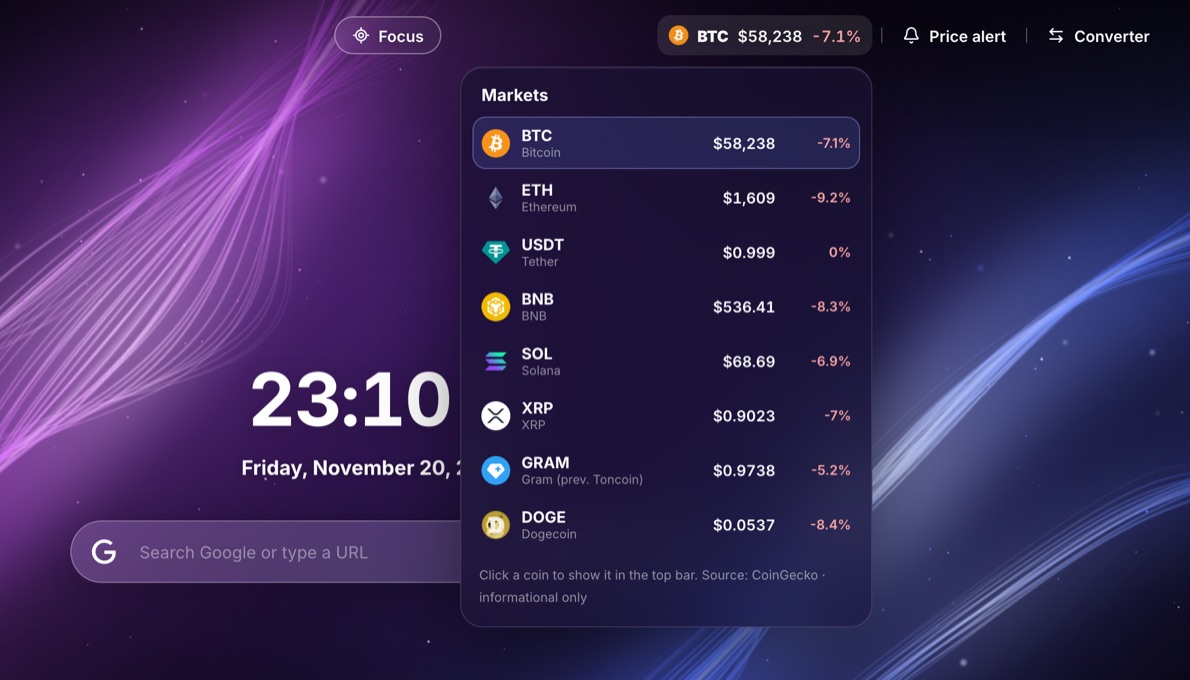 Focus
BTC $58,238 -7.1%
Price alert
Converter
Markets
BTC
Bitcoin
$58,238
-7.1%
ETH
Ethereum
$1,609
-9.2%
USDT
Tether
$0.999
0%
BNB
BNB
$536.41
-8.3%
SOL
Solana
$68.69
-6.9%
XRP
XRP
$0.9023
-7%
GRAM
Gram (prev. Toncoin)
$0.9738
-5.2%
DOGE
Dogecoin
$0.0537
-8.4%
Click a coin to show it in the top bar. Source: CoinGecko ·
informational only
23:10
Friday, November 20,
G
Search Google or type a URL